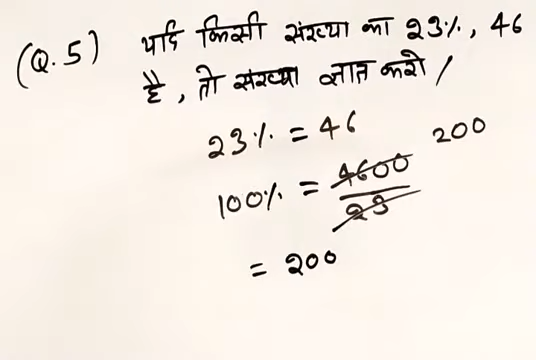 (Q.5) यदि किसी संख्या का 23%, 46
है, तो संख्या ज्ञात करो /
23% = 46
100% = 4600/23 200
= 200